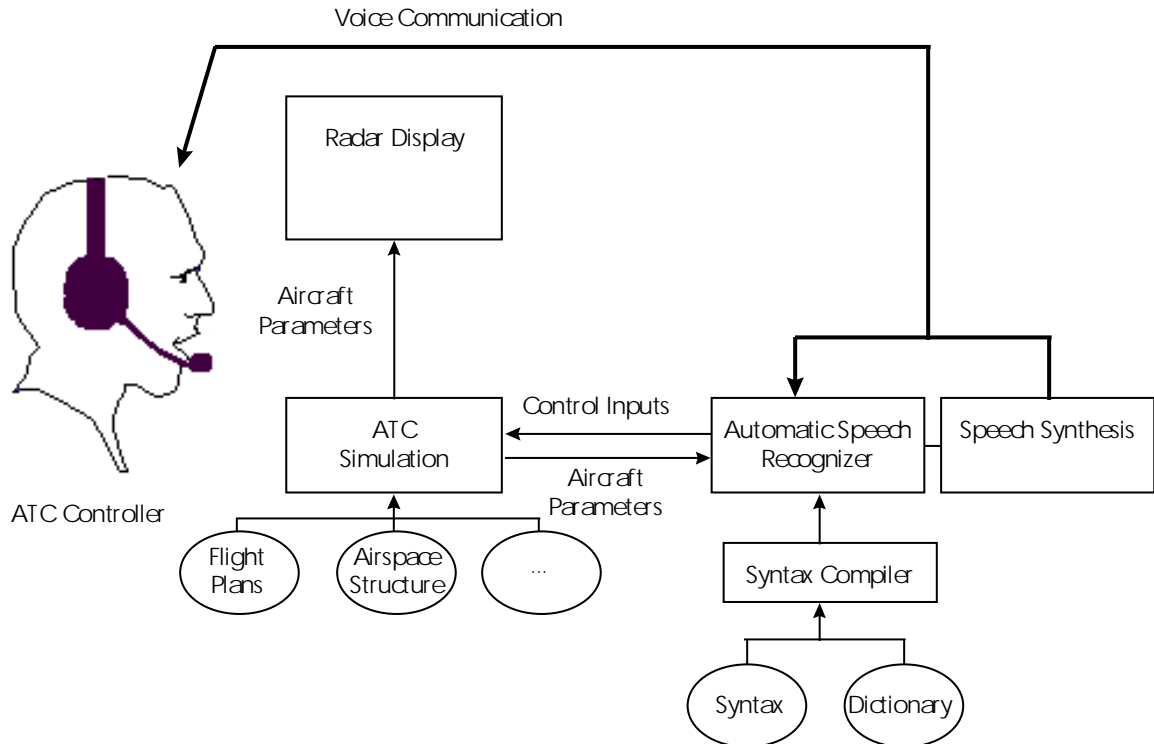 Voice Communication
Radar Display
Aircraft
Parameters
ATC
Simulation
Control Inputs
Aircraft
Parameters
Automatic Speech
Recognizer
Speech Synthesis
ATC Controller
Flight
Plans
Airspace
Structure
...
Syntax Compiler
Syntax
Dictionary